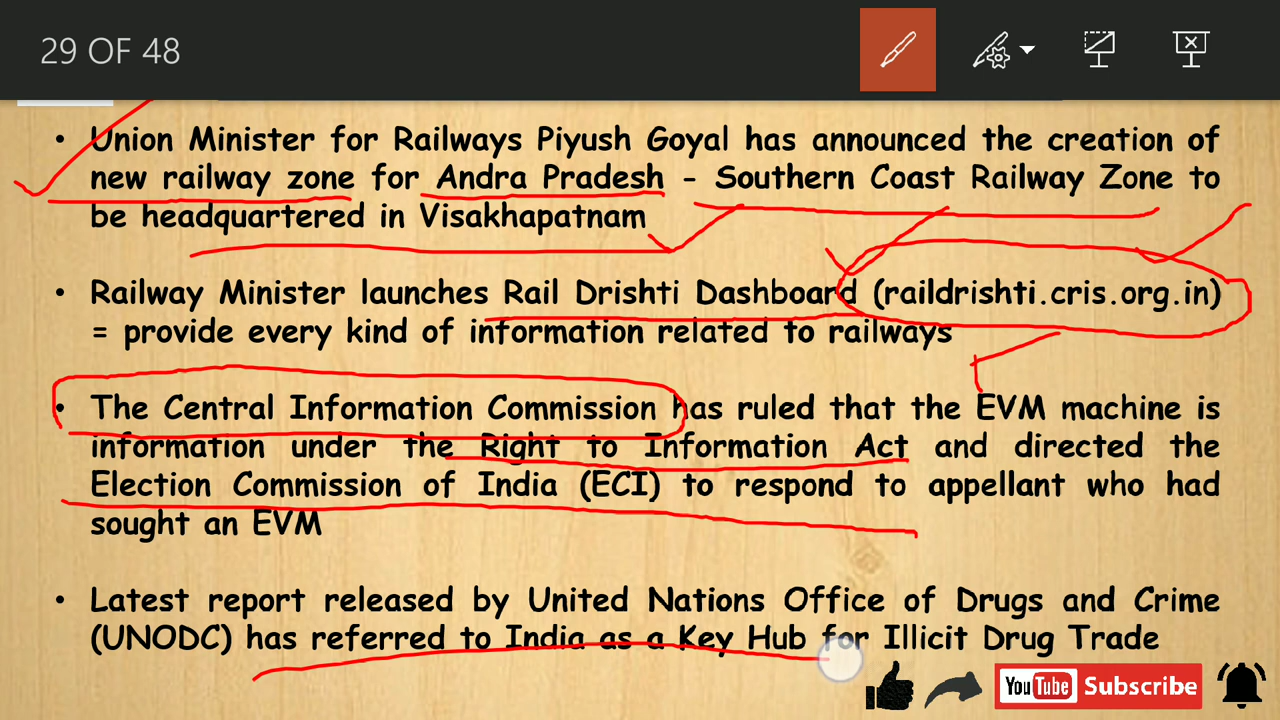 29 OF 48
• Union Minister for Railways Piyush Goyal has announced the creation of
new railway zone for Andra Pradesh - Southern Coast Railway Zone to
be headquartered in Visakhapatnam
• Railway Minister launches Rail Drishti Dashboard (raildrishti.cris.org.in)
= provide every kind of information related to railways
• The Central Information Commission has ruled that the EVM machine is
information under the Right to Information Act and directed the
Election Commission of India (ECI) to respond to appellant who had
sought an EVM
• Latest report released by United Nations Office of Drugs and Crime
(UNODC) has referred to India as a Key Hub for Illicit Drug Trade
YouTube Subscribe